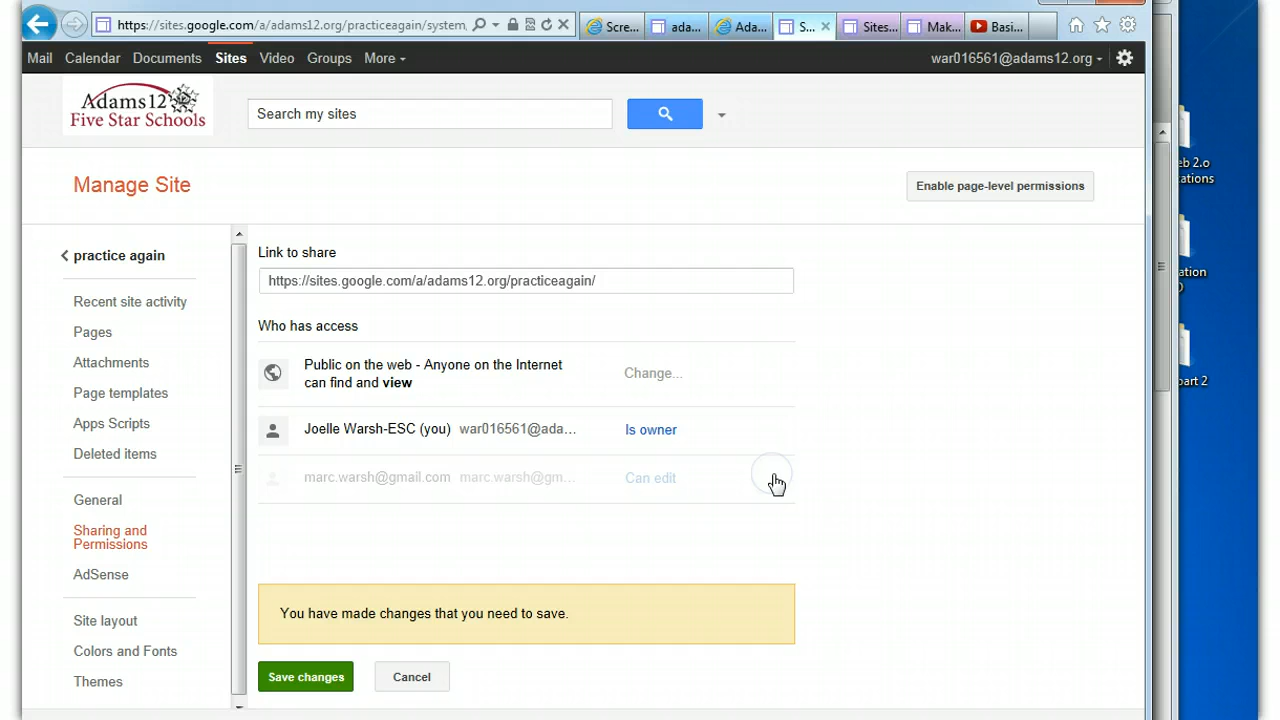 https://sites.google.com/a/adams12.org/practiceagain/system.
Scre...
ada...
Ada...
S...
Sites...
Mak...
Basi...
Mail Calendar Documents Sites Video Groups More
war016561@adams12.org
Adams12
Five Star Schools
Search my sites
Manage Site
Enable page-level permissions
practice again
Recent site activity
Pages
Attachments
Page templates
Apps Scripts
Deleted items
General
Sharing and
Permissions
AdSense
Site layout
Colors and Fonts
Themes
Link to share
https://sites.google.com/a/adams12.org/practiceagain/
Who has access
Public on the web - Anyone on the Internet
can find and view
Change...
Joelle Warsh-ESC (you) war016561@ada...
Is owner
marc.warsh@gmail.com marc.warsh@gm...
Can edit
You have made changes that you need to save.
Save changes
Cancel
part 2